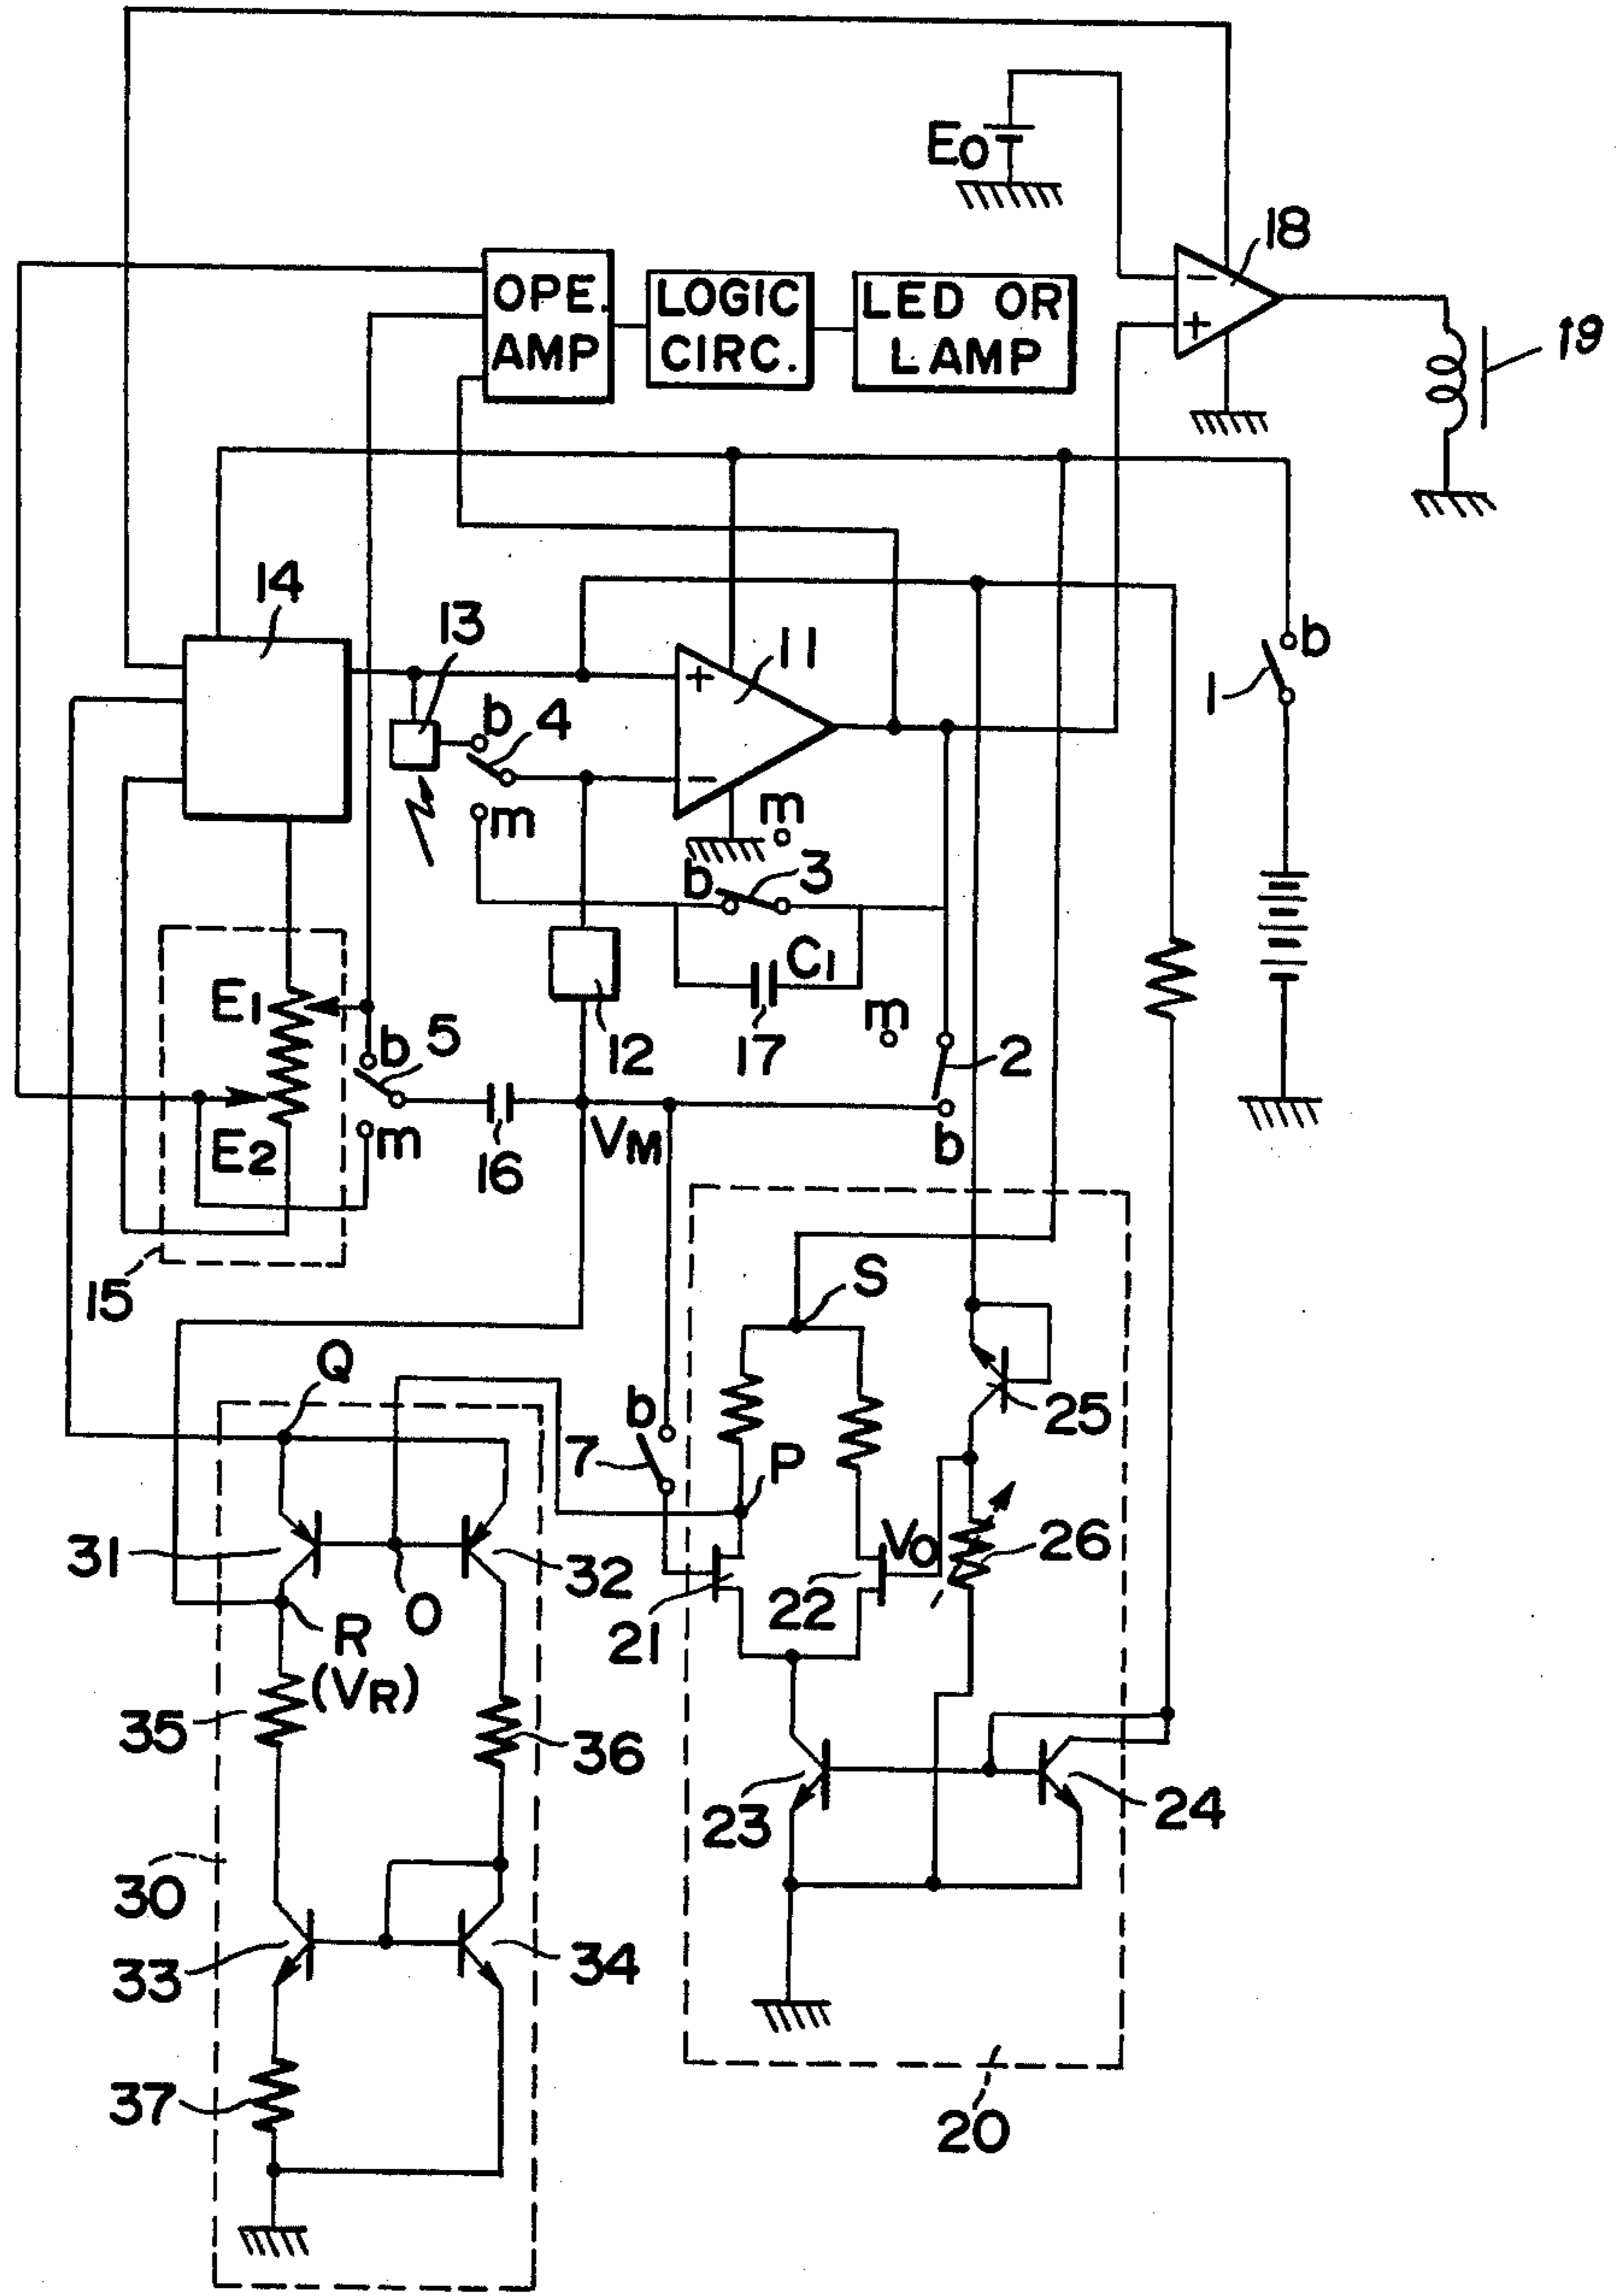 E0
18
19
OPE.
AMP
LOGIC
CIRC.
LED OR
LAMP
−
+
14
13
11
b
1
b
4
+
−
m
m
b
3
C1
17
12
m
2
b
E1
b
5
E2
m
16
VM
15
S
Q
b
7
P
25
31
32
O
V0
26
21
22
R
(VR)
35
36
23
24
30
33
34
37
20